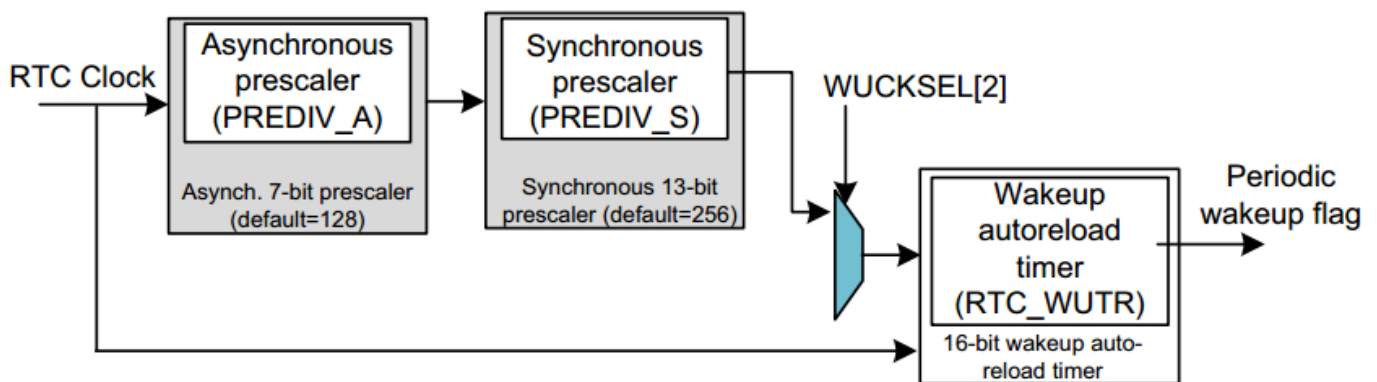 RTC Clock
Asynchronous
prescaler
(PREDIV_A)
Asynch. 7-bit prescaler
(default=128)
Synchronous
prescaler
(PREDIV_S)
Synchronous 13-bit
prescaler (default=256)
WUCKSEL[2]
Wakeup
autoreload
timer
(RTC_WUTR)
16-bit wakeup auto-
reload timer
Periodic
wakeup flag